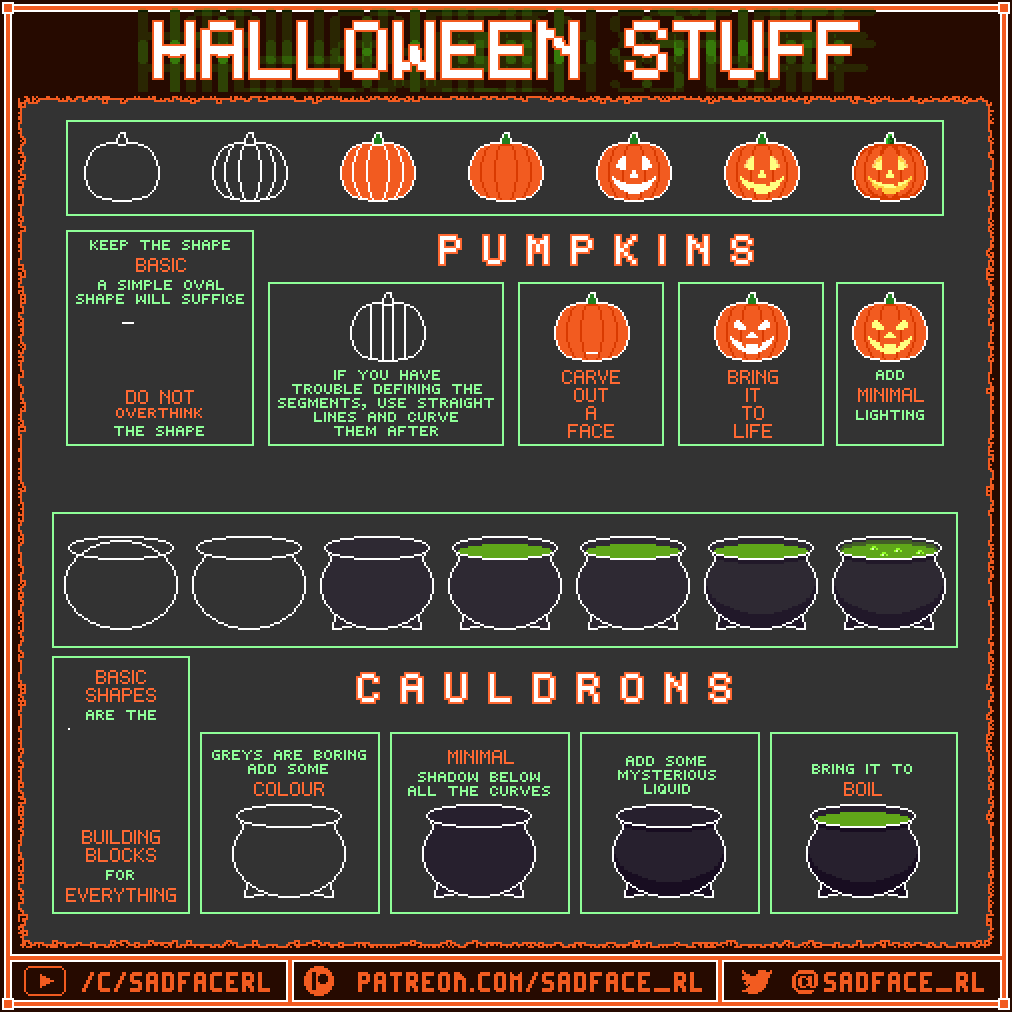 HALLOWEEN STUFF
PUMPKINS
KEEP THE SHAPE
BASIC
A SIMPLE OVAL
SHAPE WILL SUFFICE
DO NOT
OVERTHINK
THE SHAPE
IF YOU HAVE
TROUBLE DEFINING THE
SEGMENTS, USE STRAIGHT
LINES AND CURVE
THEM AFTER
CARVE
OUT
A
FACE
BRING
IT
TO
LIFE
ADD
MINIMAL
LIGHTING
CAULDRONS
BASIC
SHAPES
ARE THE
BUILDING
BLOCKS
FOR
EVERYTHING
GREYS ARE BORING
ADD SOME
COLOUR
MINIMAL
SHADOW BELOW
ALL THE CURVES
ADD SOME
MYSTERIOUS
LIQUID
BRING IT TO
BOIL
/C/SADFACERL
PATREON.COM/SADFACE_RL
@SADFACE_RL